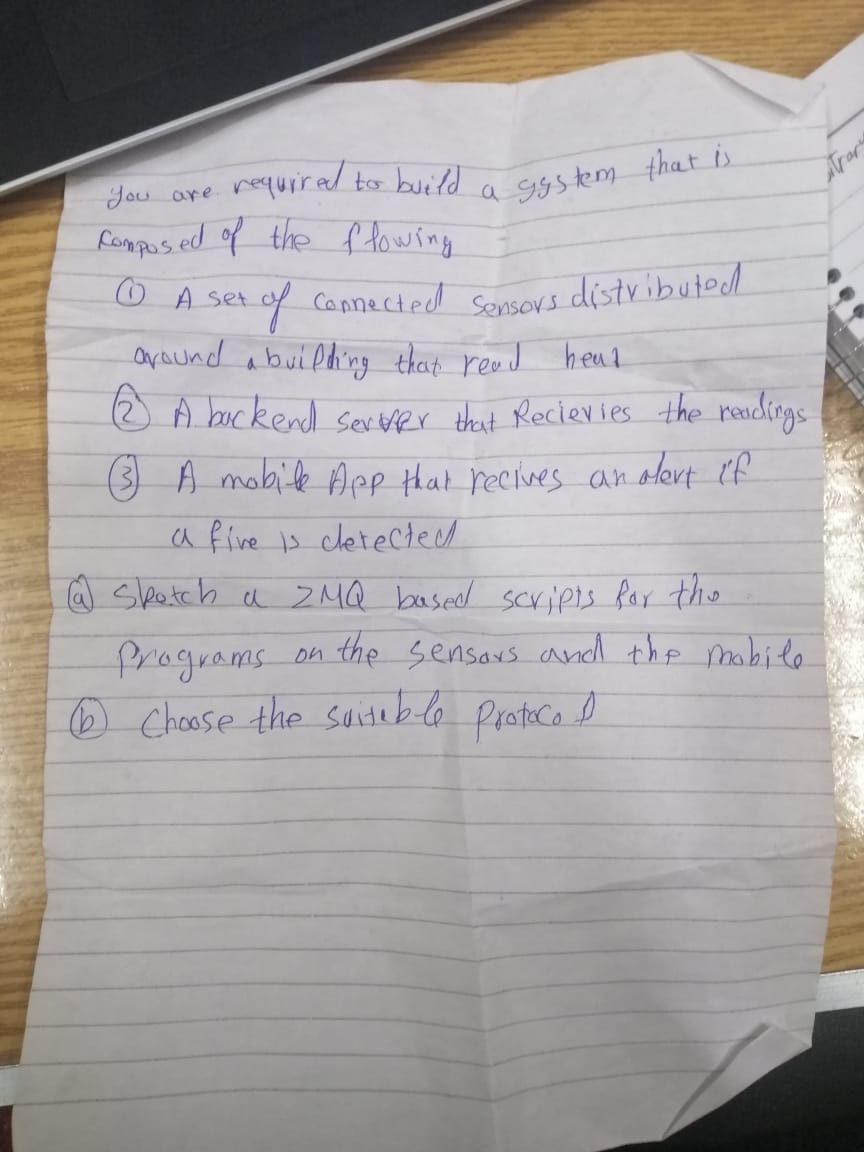 You are required to build a system that is
Composed of the flowing
① A set of connected sensors distributed
around a building that read heat
② A backend server that Recievies the readings
③ A mobile App that recives an alert if
a fire is detected
ⓐ Sketch a ZMQ based scripts for the
programs on the sensors and the mobile
ⓑ Choose the suitable Protocol